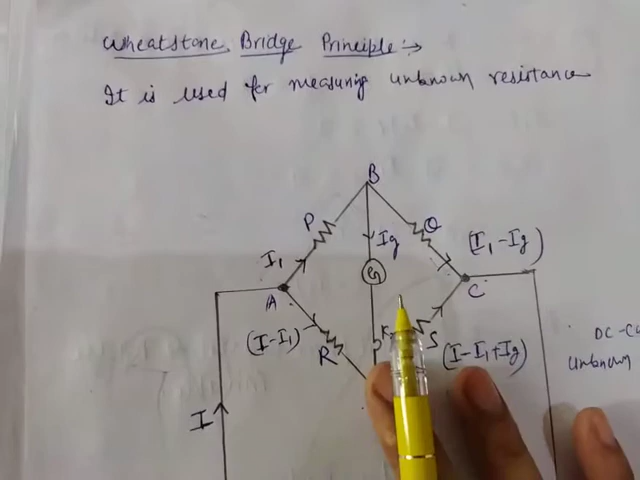 Wheatstone Bridge Principle :→
It is used for measuring unknown resistance
B
P
Q
Ig
(I₁-Ig)
I₁
G
A
C
(I-I₁)
R
S
(I-I₁+Ig)
DC-
unknown
I